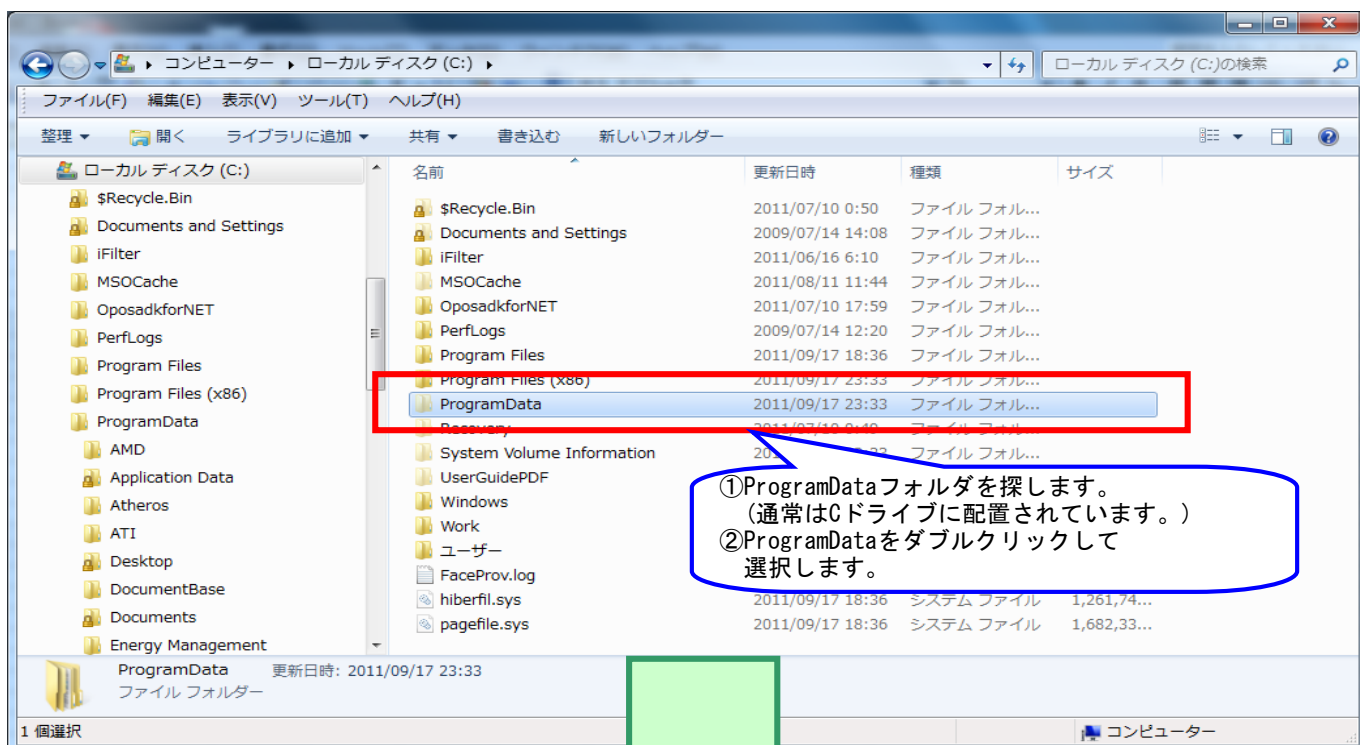 コンピューター ローカル ディスク (C:) ローカル ディスク (C:)の検索
ファイル(F) 編集(E) 表示(V) ツール(T) ヘルプ(H)
整理 開く ライブラリに追加 共有 書き込む 新しいフォルダー
ローカル ディスク (C:)
$Recycle.Bin
Documents and Settings
iFilter
MSOCache
OposadkforNET
PerfLogs
Program Files
Program Files (x86)
ProgramData
AMD
Application Data
Atheros
ATI
Desktop
DocumentBase
Documents
Energy Management
名前 更新日時 種類 サイズ
$Recycle.Bin 2011/07/10 0:50 ファイル フォル...
Documents and Settings 2009/07/14 14:08 ファイル フォル...
iFilter 2011/06/16 6:10 ファイル フォル...
MSOCache 2011/08/11 11:44 ファイル フォル...
OposadkforNET 2011/07/10 17:59 ファイル フォル...
PerfLogs 2009/07/14 12:20 ファイル フォル...
Program Files 2011/09/17 18:36 ファイル フォル...
Program Files (x86) 2011/09/17 23:33 ファイル フォル...
ProgramData 2011/09/17 23:33 ファイル フォル...
Recovery ファイル フォル...
System Volume Information ファイル フォル...
UserGuidePDF
Windows
Work
ユーザー
FaceProv.log
hiberfil.sys 2011/09/17 18:36 システム ファイル 1,261,74...
pagefile.sys 2011/09/17 18:36 システム ファイル 1,682,33...
①ProgramDataフォルダを探します。
(通常はCドライブに配置されています。)
②ProgramDataをダブルクリックして
選択します。
ProgramData 更新日時: 2011/09/17 23:33
ファイル フォルダー
1 個選択 コンピューター